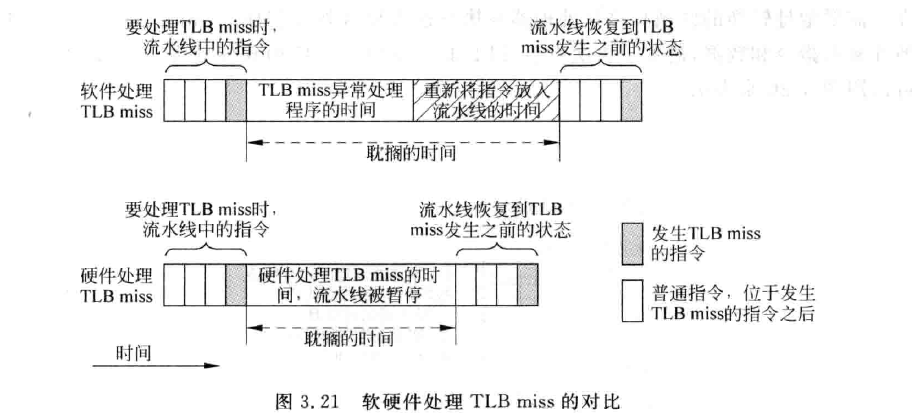 要处理TLB miss时,
流水线中的指令
流水线恢复到TLB
miss发生之前的状态
软件处理
TLB miss
TLB miss异常处理
程序的时间
重新将指令放入
流水线的时间
耽搁的时间
要处理TLB miss时,
流水线中的指令
流水线恢复到TLB
miss发生之前的状态
硬件处理
TLB miss
硬件处理TLB miss的时
间，流水线被暂停
耽搁的时间
时间
发生TLB miss
的指令
普通指令，位于发生
TLB miss的指令之后
图 3.21 软硬件处理 TLB miss 的对比